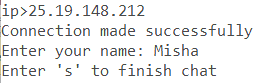 ip>25.19.148.212
Connection made successfully
Enter your name: Misha
Enter 's' to finish chat